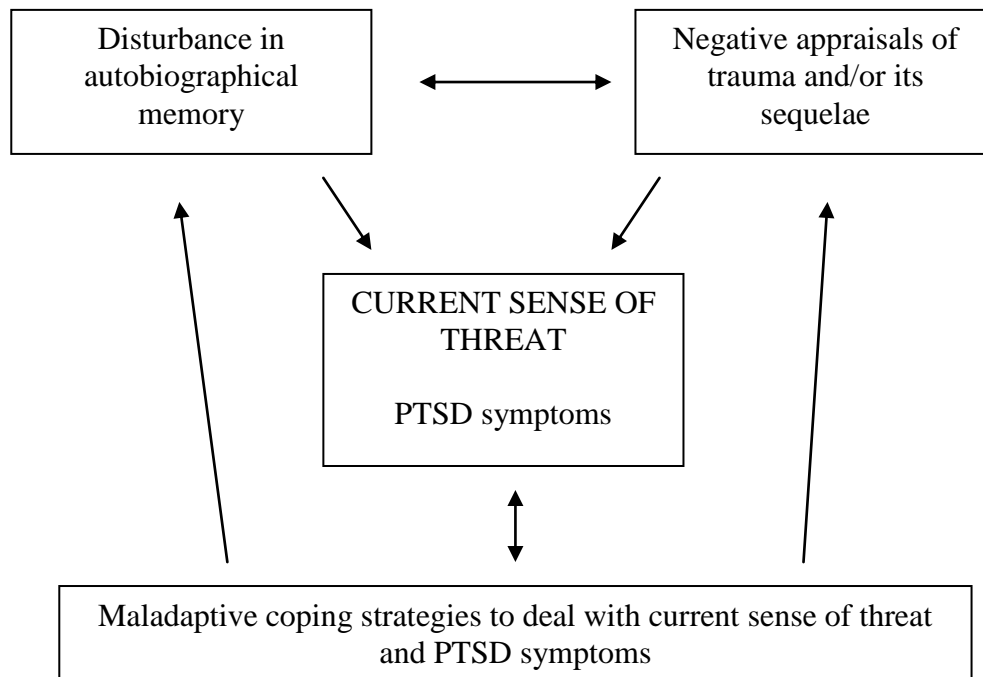 Disturbance in
autobiographical
memory
Negative appraisals of
trauma and/or its
sequelae
CURRENT SENSE OF
THREAT
PTSD symptoms
Maladaptive coping strategies to deal with current sense of threat
and PTSD symptoms